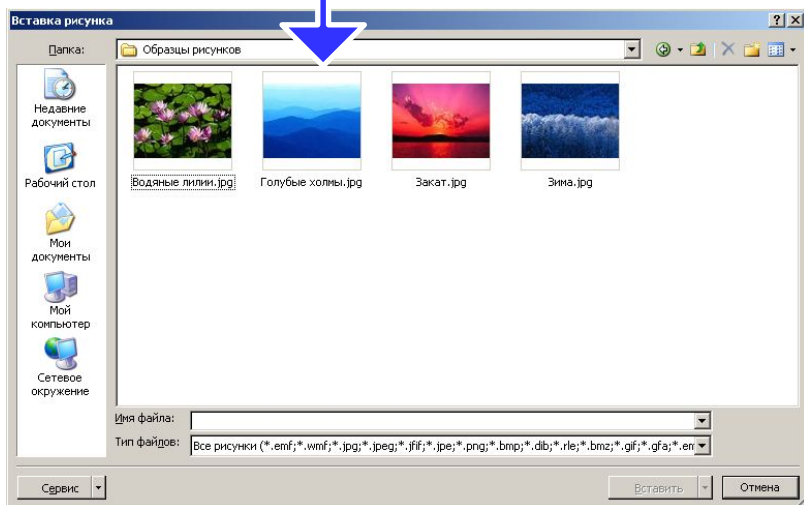 Вставка рисунка
Папка:
Образцы рисунков
Недавние
документы
Рабочий стол
Мои
документы
Мой
компьютер
Сетевое
окружение
Водяные лилии.jpg
Голубые холмы.jpg
Закат.jpg
Зима.jpg
Имя файла:
Тип файлов:
Все рисунки (*.emf;*.wmf;*.jpg;*.jpeg;*.jfif;*.jpe;*.png;*.bmp;*.dib;*.rle;*.bmz;*.gif;*.gfa;*.em
Сервис
Вставить
Отмена